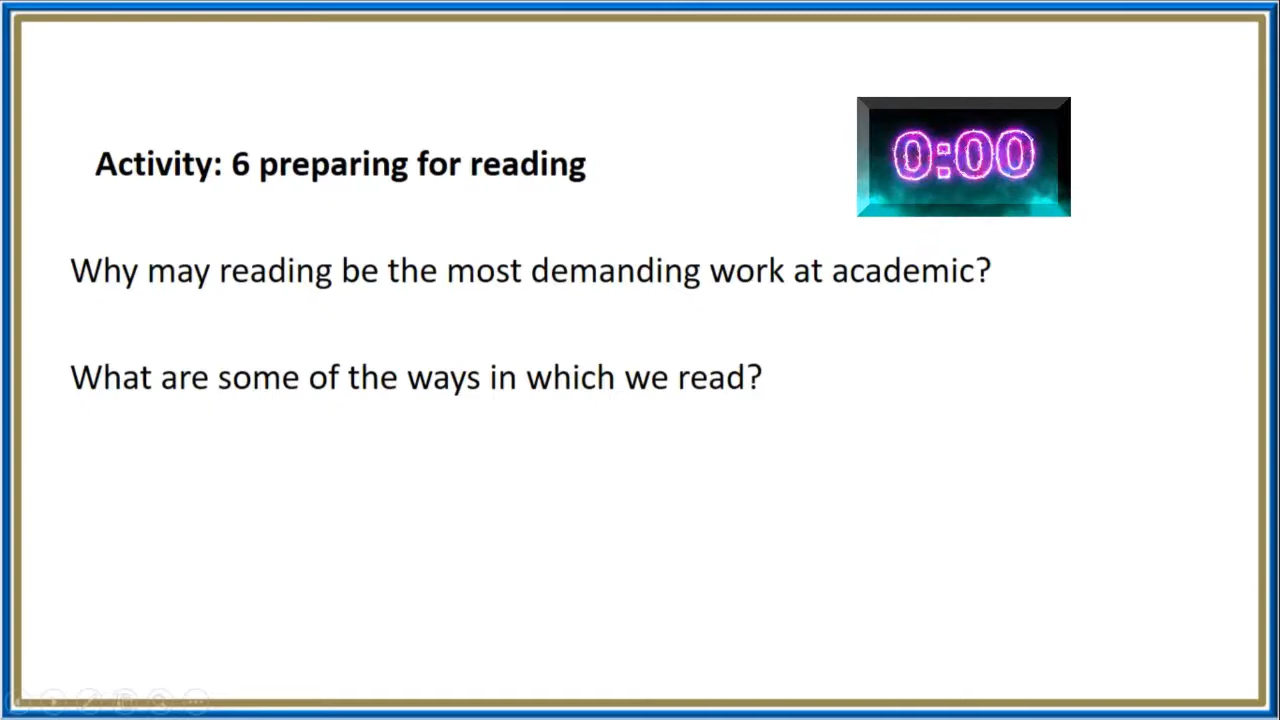 Activity: 6 preparing for reading
0:00
Why may reading be the most demanding work at academic?
What are some of the ways in which we read?